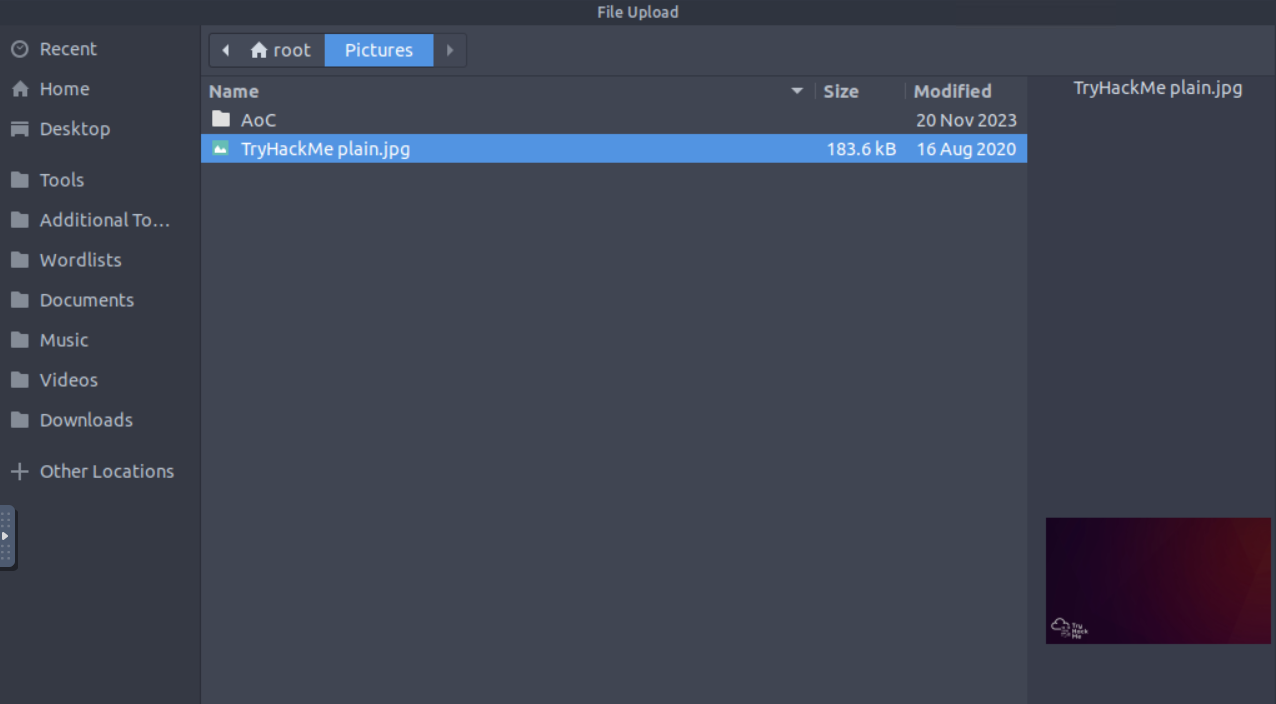 File Upload
Recent
Home
Desktop
Tools
Additional To...
Wordlists
Documents
Music
Videos
Downloads
Other Locations
root Pictures
Name Size Modified
AoC 20 Nov 2023
TryHackMe plain.jpg 183.6 kB 16 Aug 2020
TryHackMe plain.jpg
Try
Hack
Me